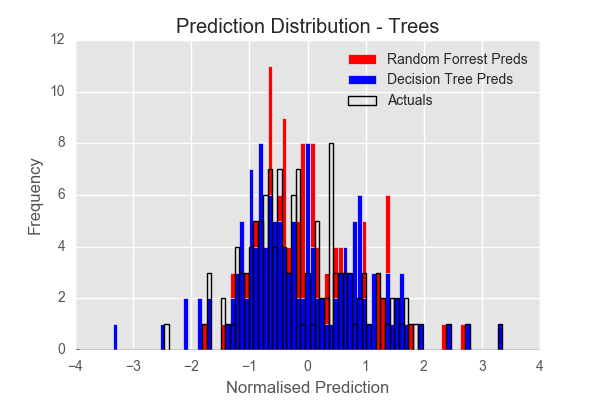 Prediction Distribution - Trees
12
10
8
6
4
2
0
Frequency
Random Forrest Preds
Decision Tree Preds
Actuals
−4 −3 −2 −1 0 1 2 3 4
Normalised Prediction